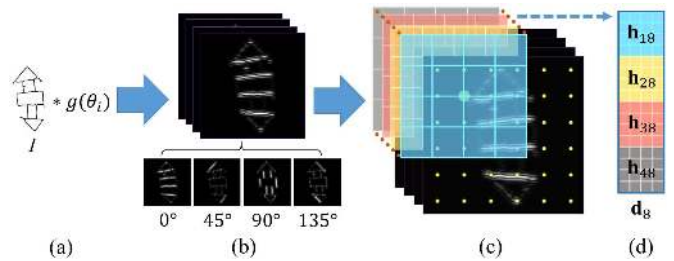 * g(θᵢ)
I
0° 45° 90° 135°
h₁₈
h₂₈
h₃₈
h₄₈
d₈
(a) (b) (c) (d)